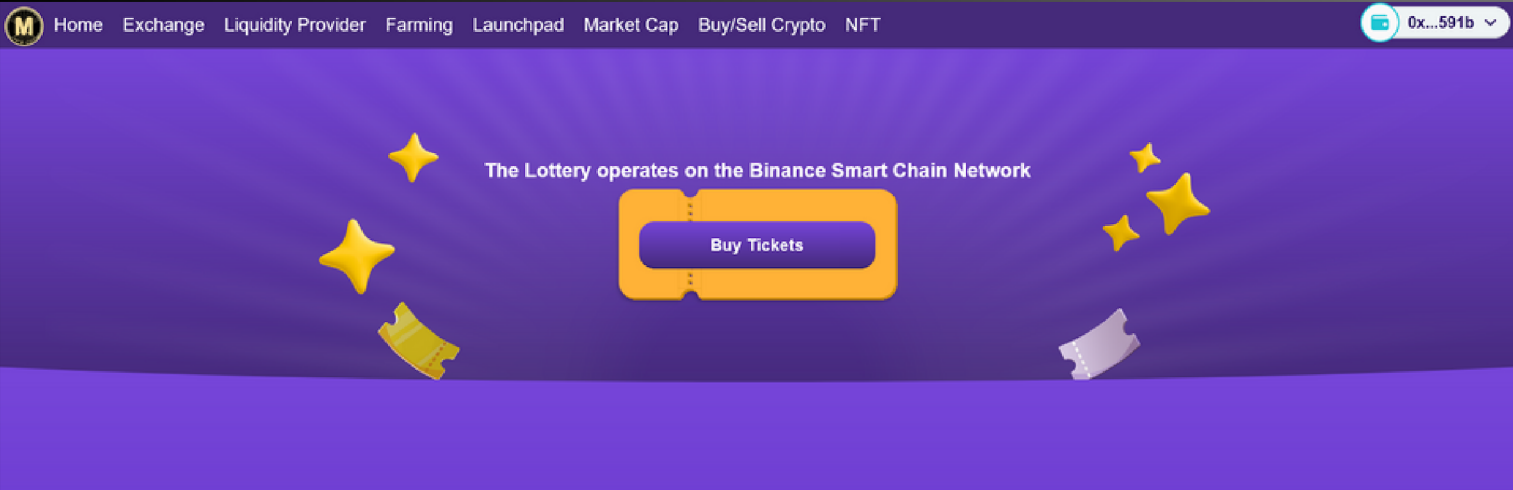 M Home Exchange Liquidity Provider Farming Launchpad Market Cap Buy/Sell Crypto NFT 0x...591b
The Lottery operates on the Binance Smart Chain Network
Buy Tickets